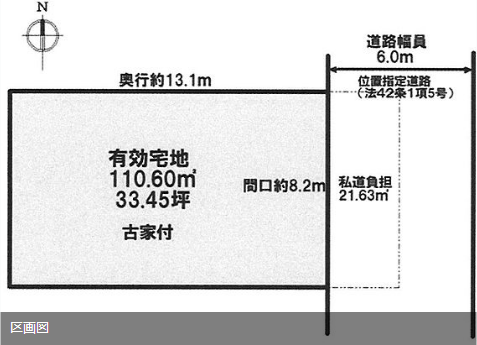 N
道路幅員
6.0m
奥行約13.1m
位置指定道路
（法42条1項5号）
有効宅地
110.60㎡
33.45坪
間口約8.2m
私道負担
21.63㎡
古家付
区画図